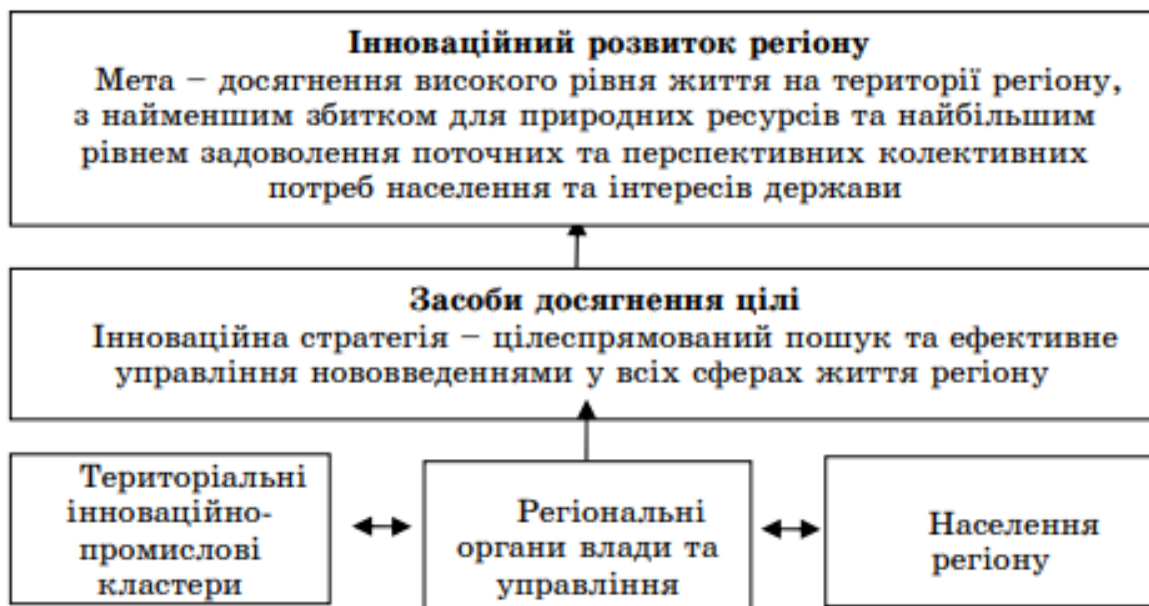 Інноваційний розвиток регіону
Мета – досягнення високого рівня життя на території регіону,
з найменшим збитком для природних ресурсів та найбільшим
рівнем задоволення поточних та перспективних колективних
потреб населення та інтересів держави
Засоби досягнення цілі
Інноваційна стратегія – цілеспрямований пошук та ефективне
управління нововведеннями у всіх сферах життя регіону
Територіальні
інноваційно-
промислові
кластери
Регіональні
органи влади та
управління
Населення
регіону